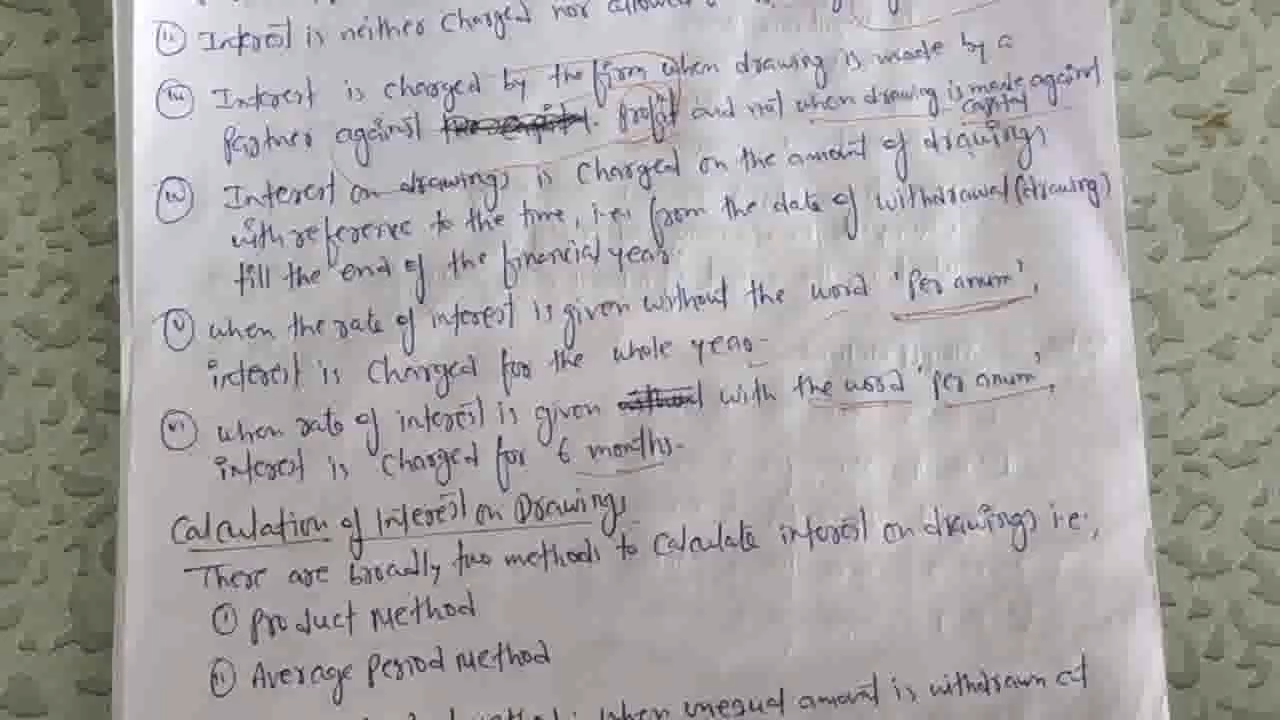 (ii) Interest is neither charged nor allowed
(iii) Interest is charged by the firm when drawing is made by a
partner against profit and not when drawing is made against
capital
(iv) Interest on drawings is charged on the amount of drawings
with reference to the time, i.e. from the date of withdrawal (drawing)
till the end of the financial year.
(v) when the rate of interest is given without the word 'per anum',
interest is charged for the whole year.
(vi) when rate of interest is given with the word 'per anum',
interest is charged for 6 months.
Calculation of Interest on Drawings
There are broadly two methods to calculate interest on drawings i.e.,
(i) Product Method
(ii) Average Period Method
when unequal amount is withdrawn at